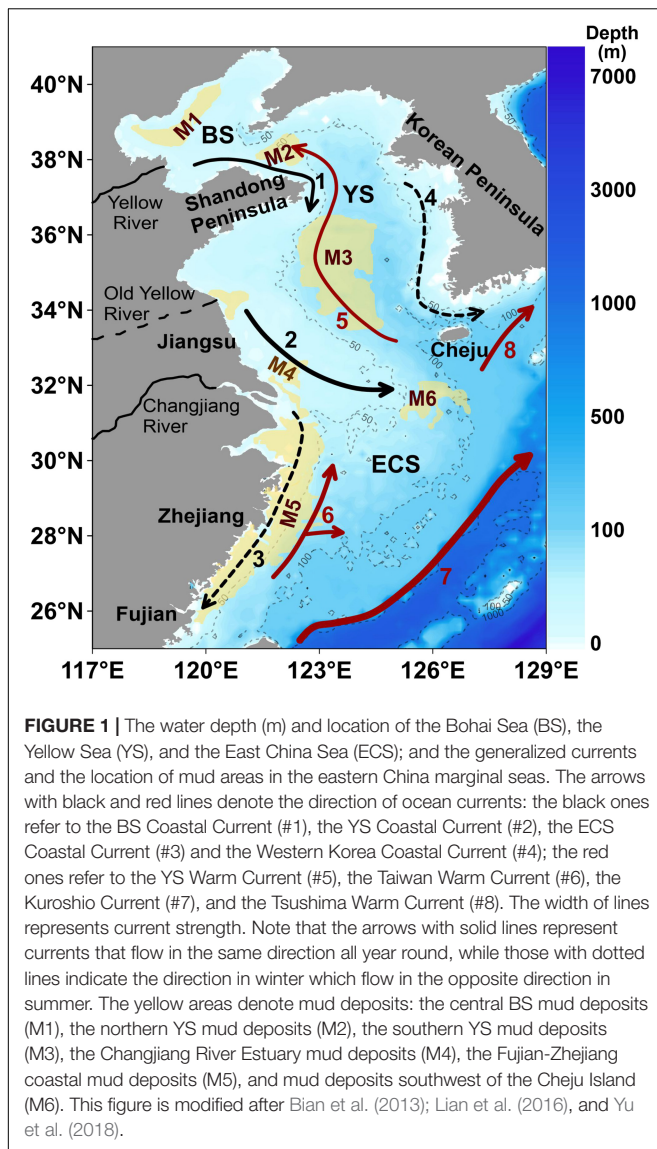 Depth
(m)
7000
3000
1000
500
100
0
40°N
38°N
36°N
34°N
32°N
30°N
28°N
26°N
117°E
120°E
123°E
126°E
129°E
M1
BS
M2
1
YS
Korean Peninsula
4
Yellow
River
Shandong
Peninsula
M3
Old Yellow
River
5
Jiangsu
2
Cheju
8
M4
M6
Changjiang
River
ECS
Zhejiang
M5
6
3
7
Fujian
50
50
50
100
50
50
50
100
100
50
100
50
1000
FIGURE 1 | The water depth (m) and location of the Bohai Sea (BS), the
Yellow Sea (YS), and the East China Sea (ECS); and the generalized currents
and the location of mud areas in the eastern China marginal seas. The arrows
with black and red lines denote the direction of ocean currents: the black ones
refer to the BS Coastal Current (#1), the YS Coastal Current (#2), the ECS
Coastal Current (#3) and the Western Korea Coastal Current (#4); the red
ones refer to the YS Warm Current (#5), the Taiwan Warm Current (#6), the
Kuroshio Current (#7), and the Tsushima Warm Current (#8). The width of lines
represents current strength. Note that the arrows with solid lines represent
currents that flow in the same direction all year round, while those with dotted
lines indicate the direction in winter which flow in the opposite direction in
summer. The yellow areas denote mud deposits: the central BS mud deposits
(M1), the northern YS mud deposits (M2), the southern YS mud deposits
(M3), the Changjiang River Estuary mud deposits (M4), the Fujian-Zhejiang
coastal mud deposits (M5), and mud deposits southwest of the Cheju Island
(M6). This figure is modified after Bian et al. (2013); Lian et al. (2016), and Yu
et al. (2018).